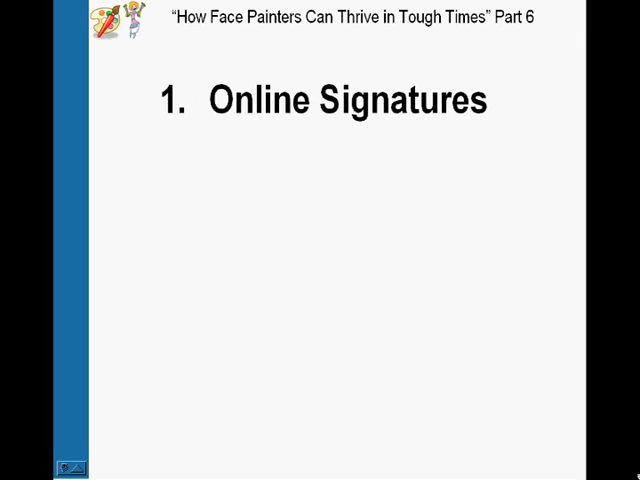 “How Face Painters Can Thrive in Tough Times” Part 6
1. Online Signatures